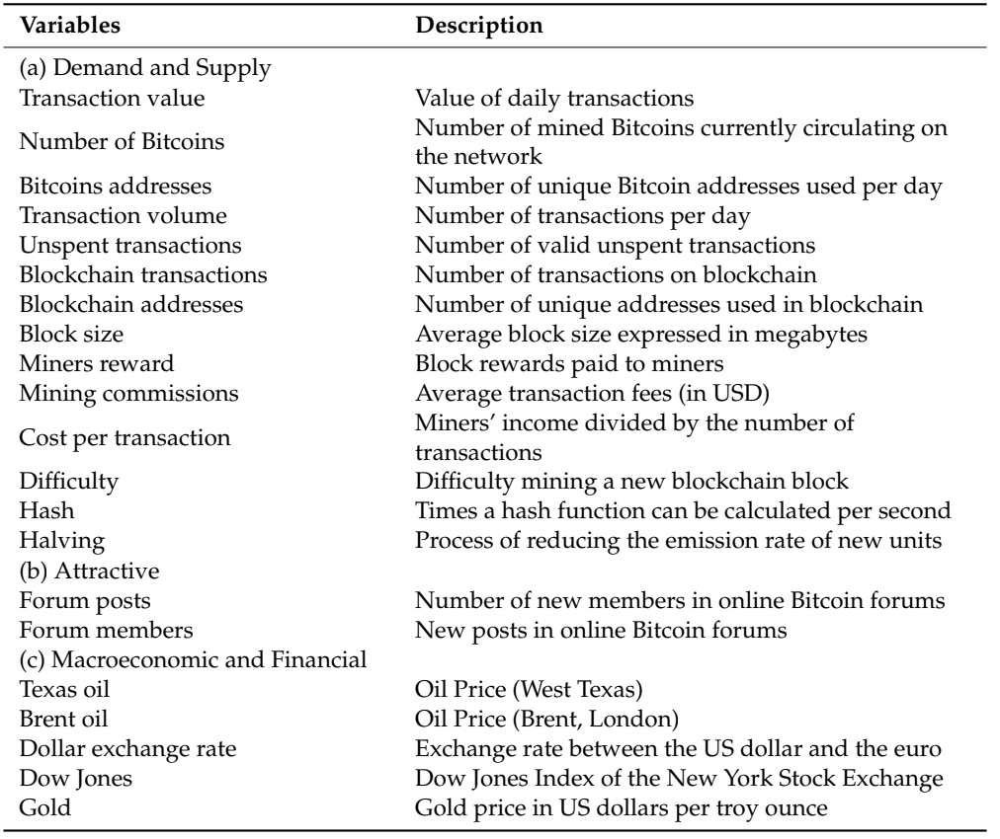 Variables Description
(a) Demand and Supply
Transaction value Value of daily transactions
Number of Bitcoins Number of mined Bitcoins currently circulating on
the network
Bitcoins addresses Number of unique Bitcoin addresses used per day
Transaction volume Number of transactions per day
Unspent transactions Number of valid unspent transactions
Blockchain transactions Number of transactions on blockchain
Blockchain addresses Number of unique addresses used in blockchain
Block size Average block size expressed in megabytes
Miners reward Block rewards paid to miners
Mining commissions Average transaction fees (in USD)
Cost per transaction Miners’ income divided by the number of
transactions
Difficulty Difficulty mining a new blockchain block
Hash Times a hash function can be calculated per second
Halving Process of reducing the emission rate of new units
(b) Attractive
Forum posts Number of new members in online Bitcoin forums
Forum members New posts in online Bitcoin forums
(c) Macroeconomic and Financial
Texas oil Oil Price (West Texas)
Brent oil Oil Price (Brent, London)
Dollar exchange rate Exchange rate between the US dollar and the euro
Dow Jones Dow Jones Index of the New York Stock Exchange
Gold Gold price in US dollars per troy ounce